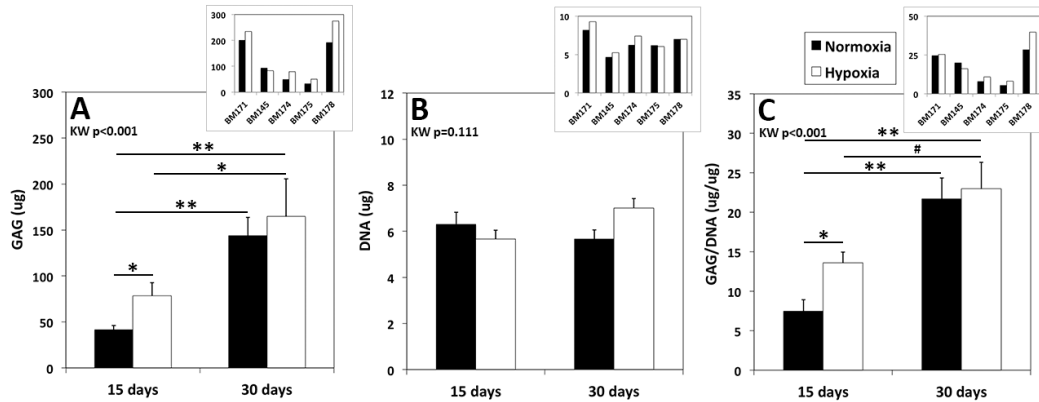 300
200
100
0
BM171
BM145
BM174
BM175
BM178
A
KW p<0.001
**
*
**
*
GAG (ug)
300
250
200
150
100
50
0
15 days
30 days
10
5
0
BM171
BM145
BM174
BM175
BM178
B
KW p=0.111
DNA (ug)
12
10
8
6
4
2
0
15 days
30 days
Normoxia
Hypoxia
50
25
0
BM171
BM145
BM174
BM175
BM178
C
KW p<0.001
**
#
**
*
GAG/DNA (ug/ug)
35
30
25
20
15
10
5
0
15 days
30 days